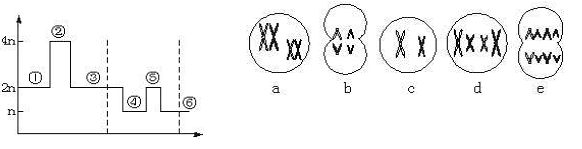 4n
2n
n
① ② ③ ④ ⑤ ⑥
a b c d e